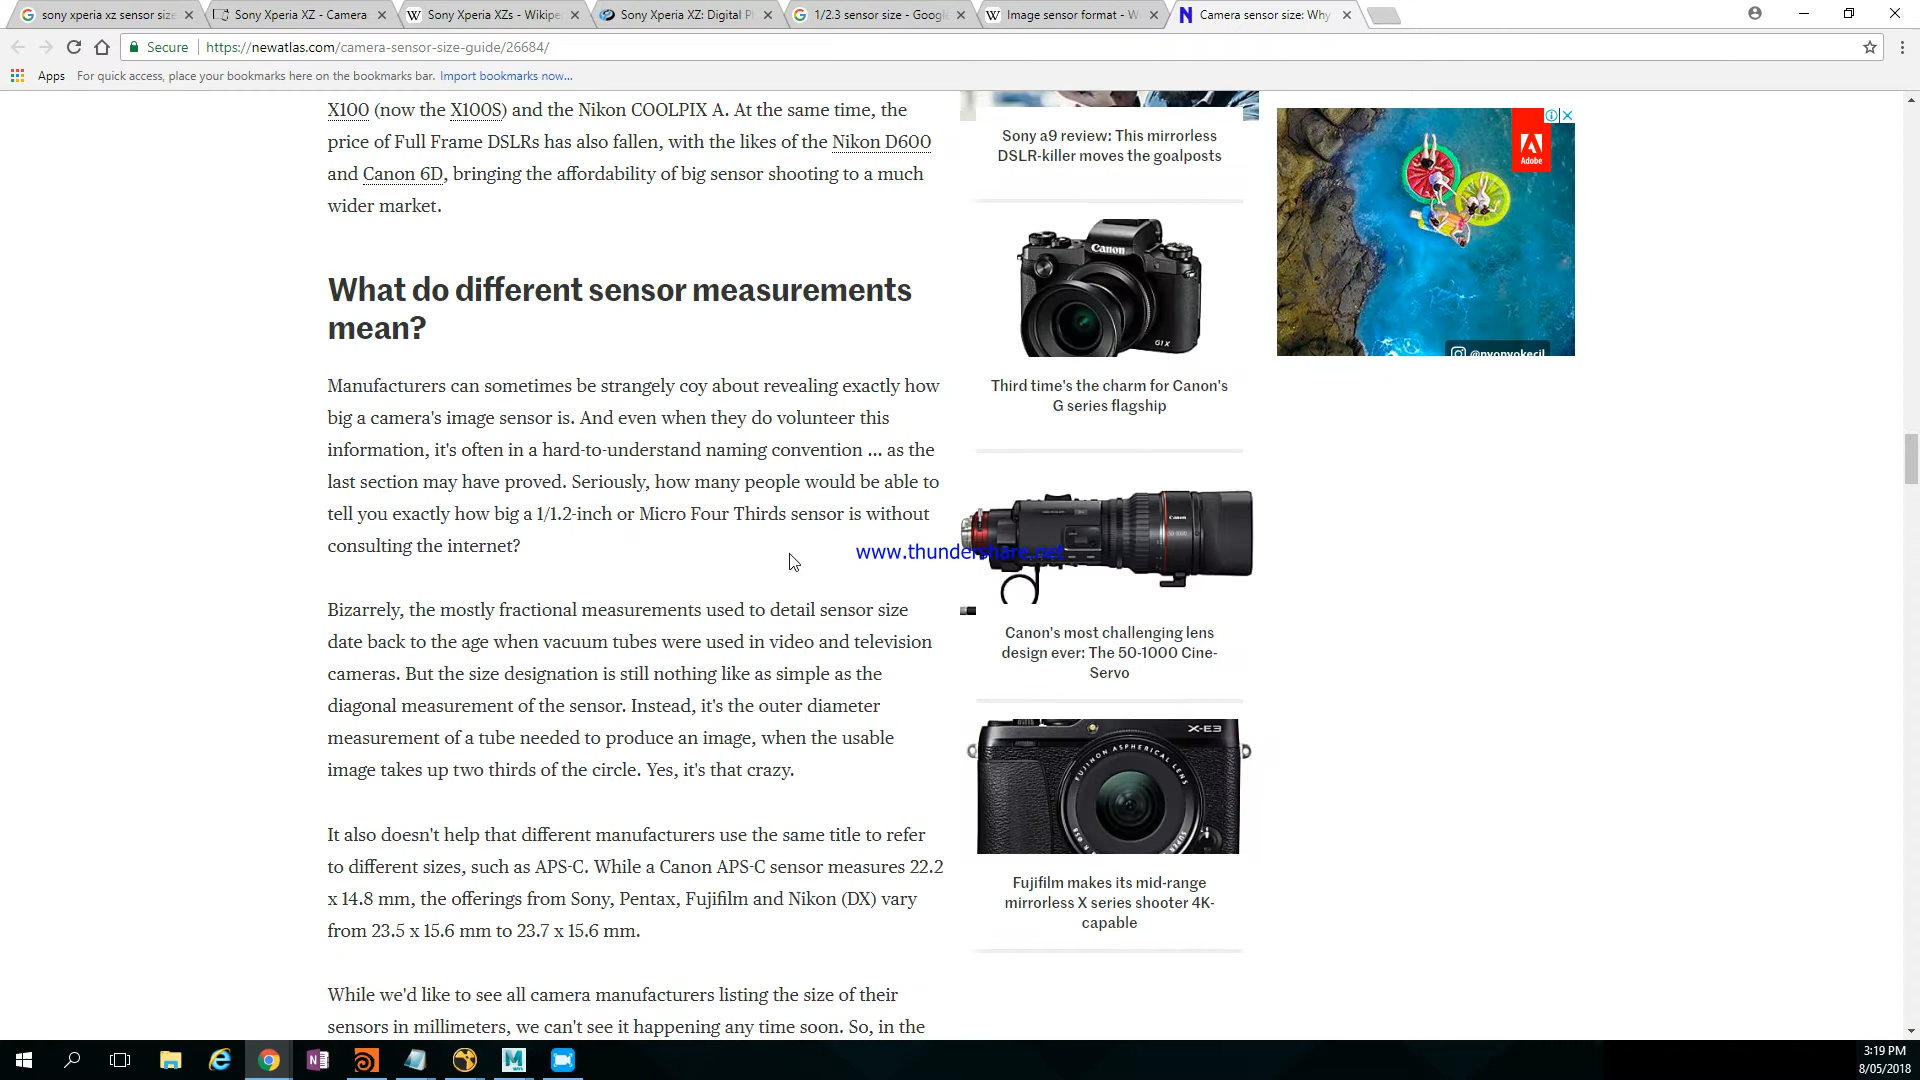 sony xperia xz sensor size
Sony Xperia XZ - Camera
Sony Xperia XZs - Wikipe
Sony Xperia XZ: Digital P
1/2.3 sensor size - Googl
Image sensor format - W
Camera sensor size: Why
Secure
https://newatlas.com/camera-sensor-size-guide/26684/
Apps
For quick access, place your bookmarks here on the bookmarks bar. Import bookmarks now...
X100 (now the X100S) and the Nikon COOLPIX A. At the same time, the
price of Full Frame DSLRs has also fallen, with the likes of the Nikon D600
and Canon 6D, bringing the affordability of big sensor shooting to a much
wider market.
What do different sensor measurements
mean?
Manufacturers can sometimes be strangely coy about revealing exactly how
big a camera's image sensor is. And even when they do volunteer this
information, it's often in a hard-to-understand naming convention ... as the
last section may have proved. Seriously, how many people would be able to
tell you exactly how big a 1/1.2-inch or Micro Four Thirds sensor is without
consulting the internet?
Bizarrely, the mostly fractional measurements used to detail sensor size
date back to the age when vacuum tubes were used in video and television
cameras. But the size designation is still nothing like as simple as the
diagonal measurement of the sensor. Instead, it's the outer diameter
measurement of a tube needed to produce an image, when the usable
image takes up two thirds of the circle. Yes, it's that crazy.
It also doesn't help that different manufacturers use the same title to refer
to different sizes, such as APS-C. While a Canon APS-C sensor measures 22.2
x 14.8 mm, the offerings from Sony, Pentax, Fujifilm and Nikon (DX) vary
from 23.5 x 15.6 mm to 23.7 x 15.6 mm.
While we'd like to see all camera manufacturers listing the size of their
sensors in millimeters, we can't see it happening any time soon. So, in the
Sony a9 review: This mirrorless
DSLR-killer moves the goalposts
Canon
G1X
Third time's the charm for Canon's
G series flagship
Canon
www.thundershare.net
Canon's most challenging lens
design ever: The 50-1000 Cine-
Servo
X-E3
FUJINON ASPHERICAL LENS
Fujifilm makes its mid-range
mirrorless X series shooter 4K-
capable
Adobe
@nyonyokecil
3:19 PM
8/05/2018